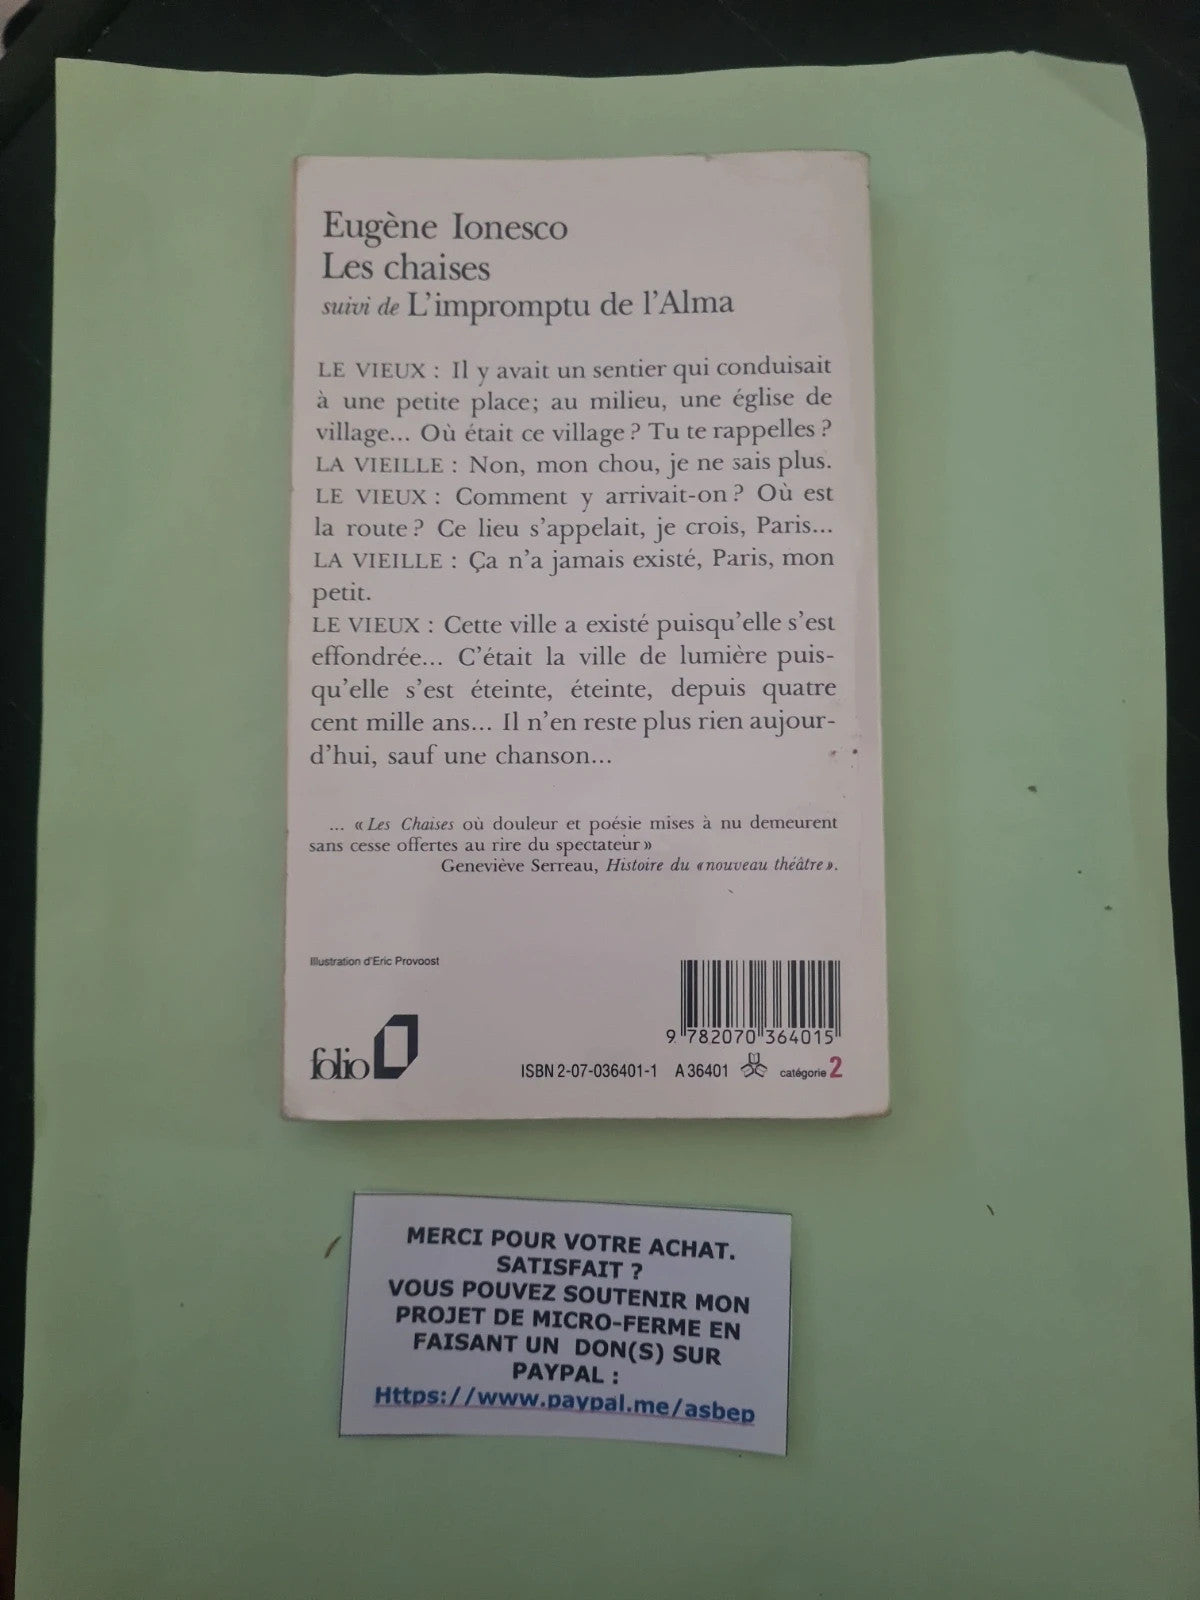 Eugène Ionesco
Les chaises
suivi de L'impromptu de l'Alma
LE VIEUX : Il y avait un sentier qui conduisait
à une petite place; au milieu, une église de
village... Où était ce village ? Tu te rappelles ?
LA VIEILLE : Non, mon chou, je ne sais plus.
LE VIEUX : Comment y arrivait-on ? Où est
la route ? Ce lieu s'appelait, je crois, Paris...
LA VIEILLE : Ça n'a jamais existé, Paris, mon
petit.
LE VIEUX : Cette ville a existé puisqu'elle s'est
effondrée... C'était la ville de lumière puis-
qu'elle s'est éteinte, éteinte, depuis quatre
cent mille ans... Il n'en reste plus rien aujour-
d'hui, sauf une chanson...
... « Les Chaises où douleur et poésie mises à nu demeurent
sans cesse offertes au rire du spectateur »
Geneviève Serreau, Histoire du « nouveau théâtre ».
Illustration d'Eric Provoost
9 782070 364015
folio
ISBN 2-07-036401-1 A 36401 catégorie 2
MERCI POUR VOTRE ACHAT.
SATISFAIT ?
VOUS POUVEZ SOUTENIR MON
PROJET DE MICRO-FERME EN
FAISANT UN DON(S) SUR
PAYPAL :
Https://www.paypal.me/asbep